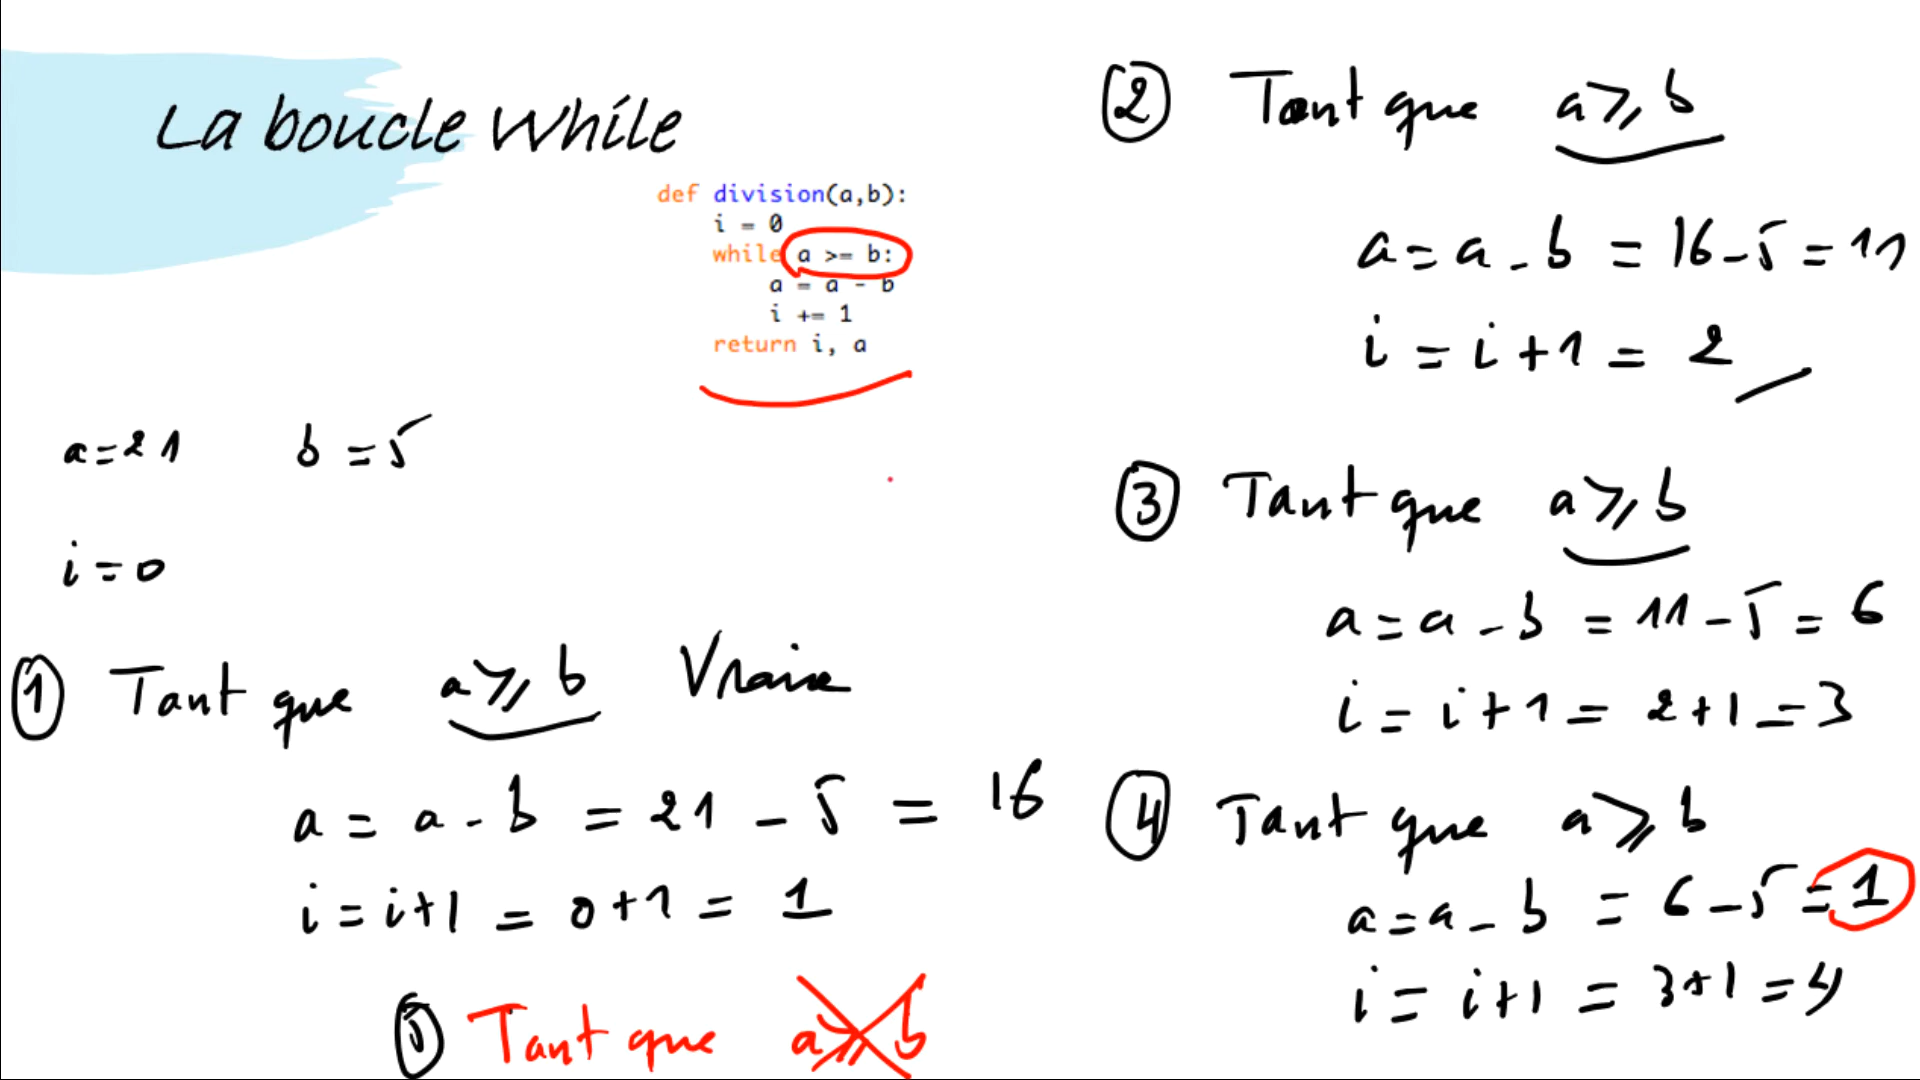 La boucle While
def division(a,b):
i = 0
while a >= b:
a = a - b
i += 1
return i, a
a=21 b=5
i=0
① Tant que a⩾b Vraie
a = a - b = 21 - 5 = 16
i = i+1 = 0+1 = 1
⑤ Tant que a⩾b
② Tant que a⩾b
a = a - b = 16-5 = 11
i = i+1 = 2
③ Tant que a⩾b
a = a - b = 11-5 = 6
i = i+1 = 2+1 = 3
④ Tant que a⩾b
a = a - b = 6-5 = 1
i = i+1 = 3+1 = 4